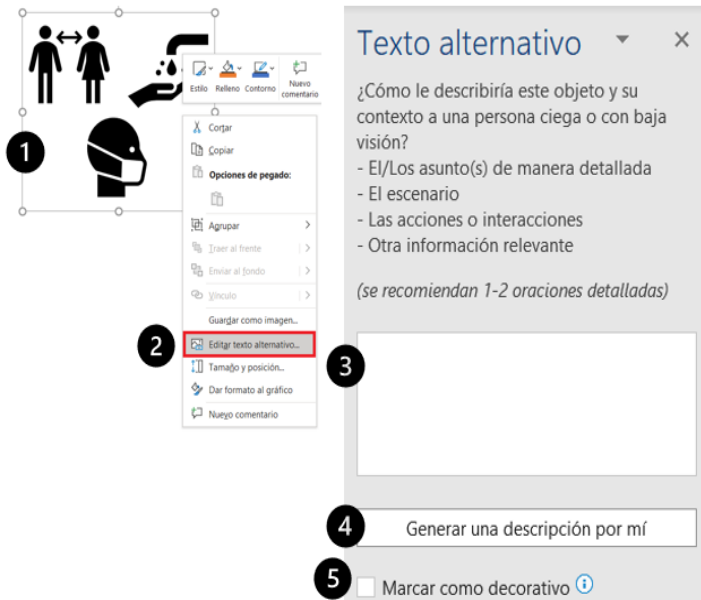 1
Estilo Relleno Contorno Nuevo
comentario
Cortar
Copiar
Opciones de pegado:
Agrupar
Traer al frente
Enviar al fondo
Vínculo
Guardar como imagen...
2
Editar texto alternativo...
Tamaño y posición...
Dar formato al gráfico
Nuevo comentario
Texto alternativo
¿Cómo le describiría este objeto y su
contexto a una persona ciega o con baja
visión?
- El/Los asunto(s) de manera detallada
- El escenario
- Las acciones o interacciones
- Otra información relevante
(se recomiendan 1-2 oraciones detalladas)
3
4
Generar una descripción por mí
5
Marcar como decorativo